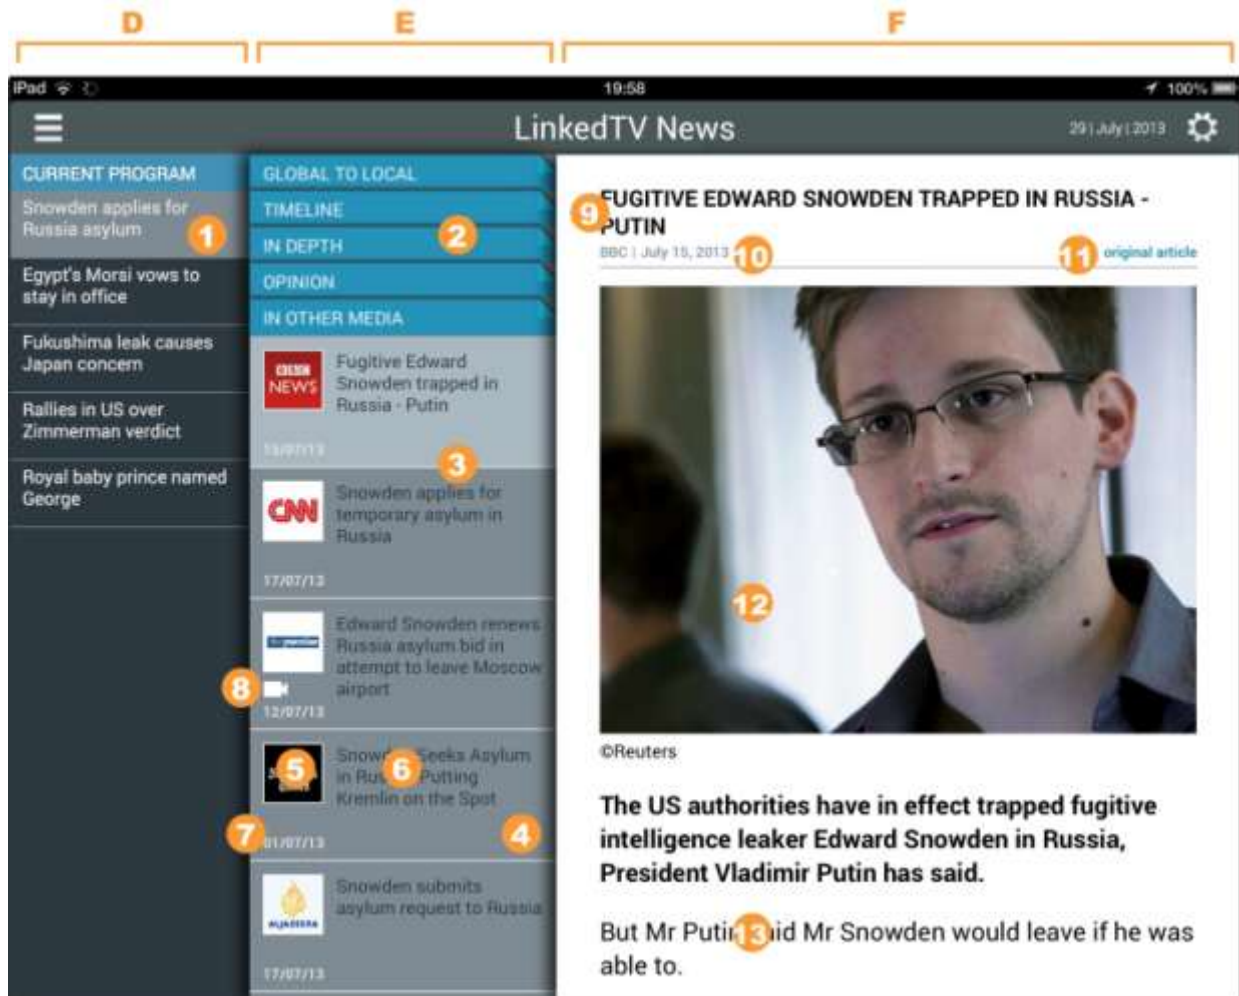 D E F
iPad 19:58 100%
LinkedTV News
29 | July | 2013
CURRENT PROGRAM
Snowden applies for
Russia asylum
1
Egypt's Morsi vows to
stay in office
Fukushima leak causes
Japan concern
Rallies in US over
Zimmerman verdict
Royal baby prince named
George
GLOBAL TO LOCAL
TIMELINE
2
IN DEPTH
OPINION
IN OTHER MEDIA
NEWS
Fugitive Edward
Snowden trapped in
Russia - Putin
3
CNN
Snowden applies for
temporary asylum in
Russia
17/07/13
Edward Snowden renews
Russia asylum bid in
attempt to leave Moscow
airport
8
12/07/13
5
6
Seeks Asylum
in Putting
Kremlin on the Spot
7
01/07/13
4
ALJAZEERA
Snowden submits
asylum request to Russia
17/07/13
9
FUGITIVE EDWARD SNOWDEN TRAPPED IN RUSSIA -
PUTIN
BBC | July 15, 2013
10
11
original article
12
©Reuters
The US authorities have in effect trapped fugitive
intelligence leaker Edward Snowden in Russia,
President Vladimir Putin has said.
But Mr Putin 13 Mr Snowden would leave if he was
able to.